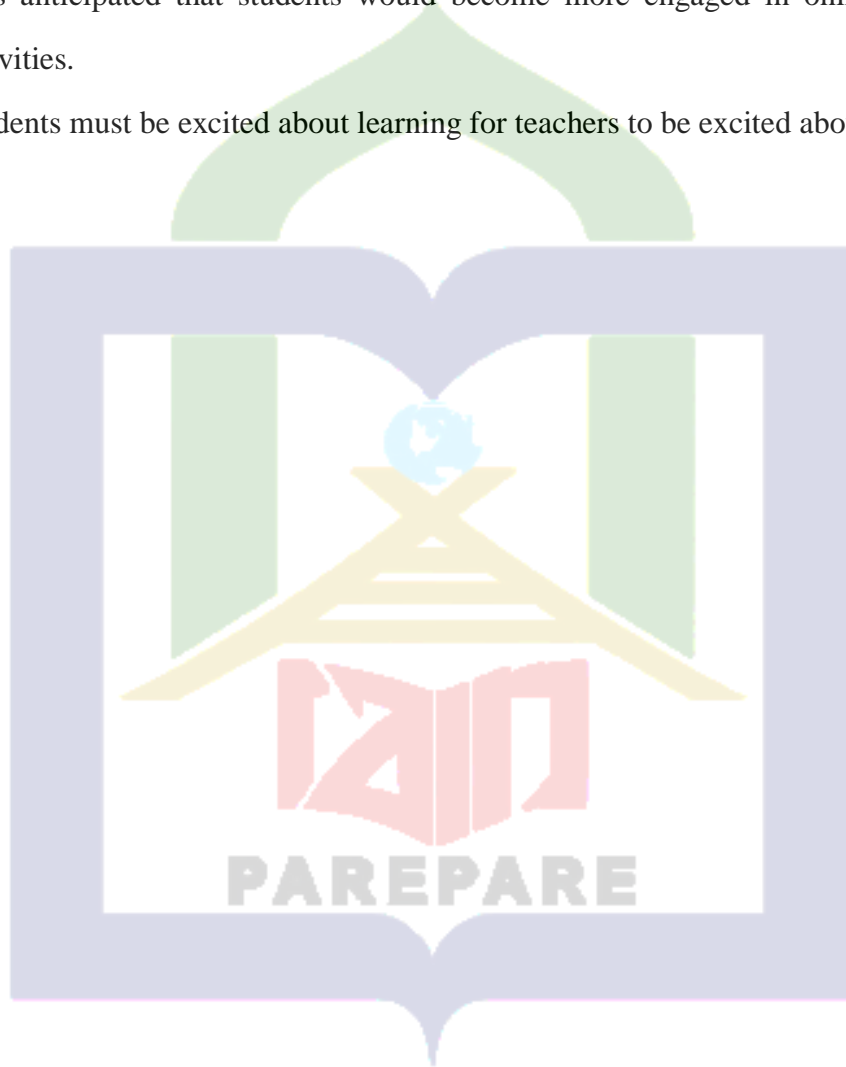 anticipated that students would become more engaged in
vities.
dents must be excited about learning for teachers to be excited abo
iain
PAREPARE